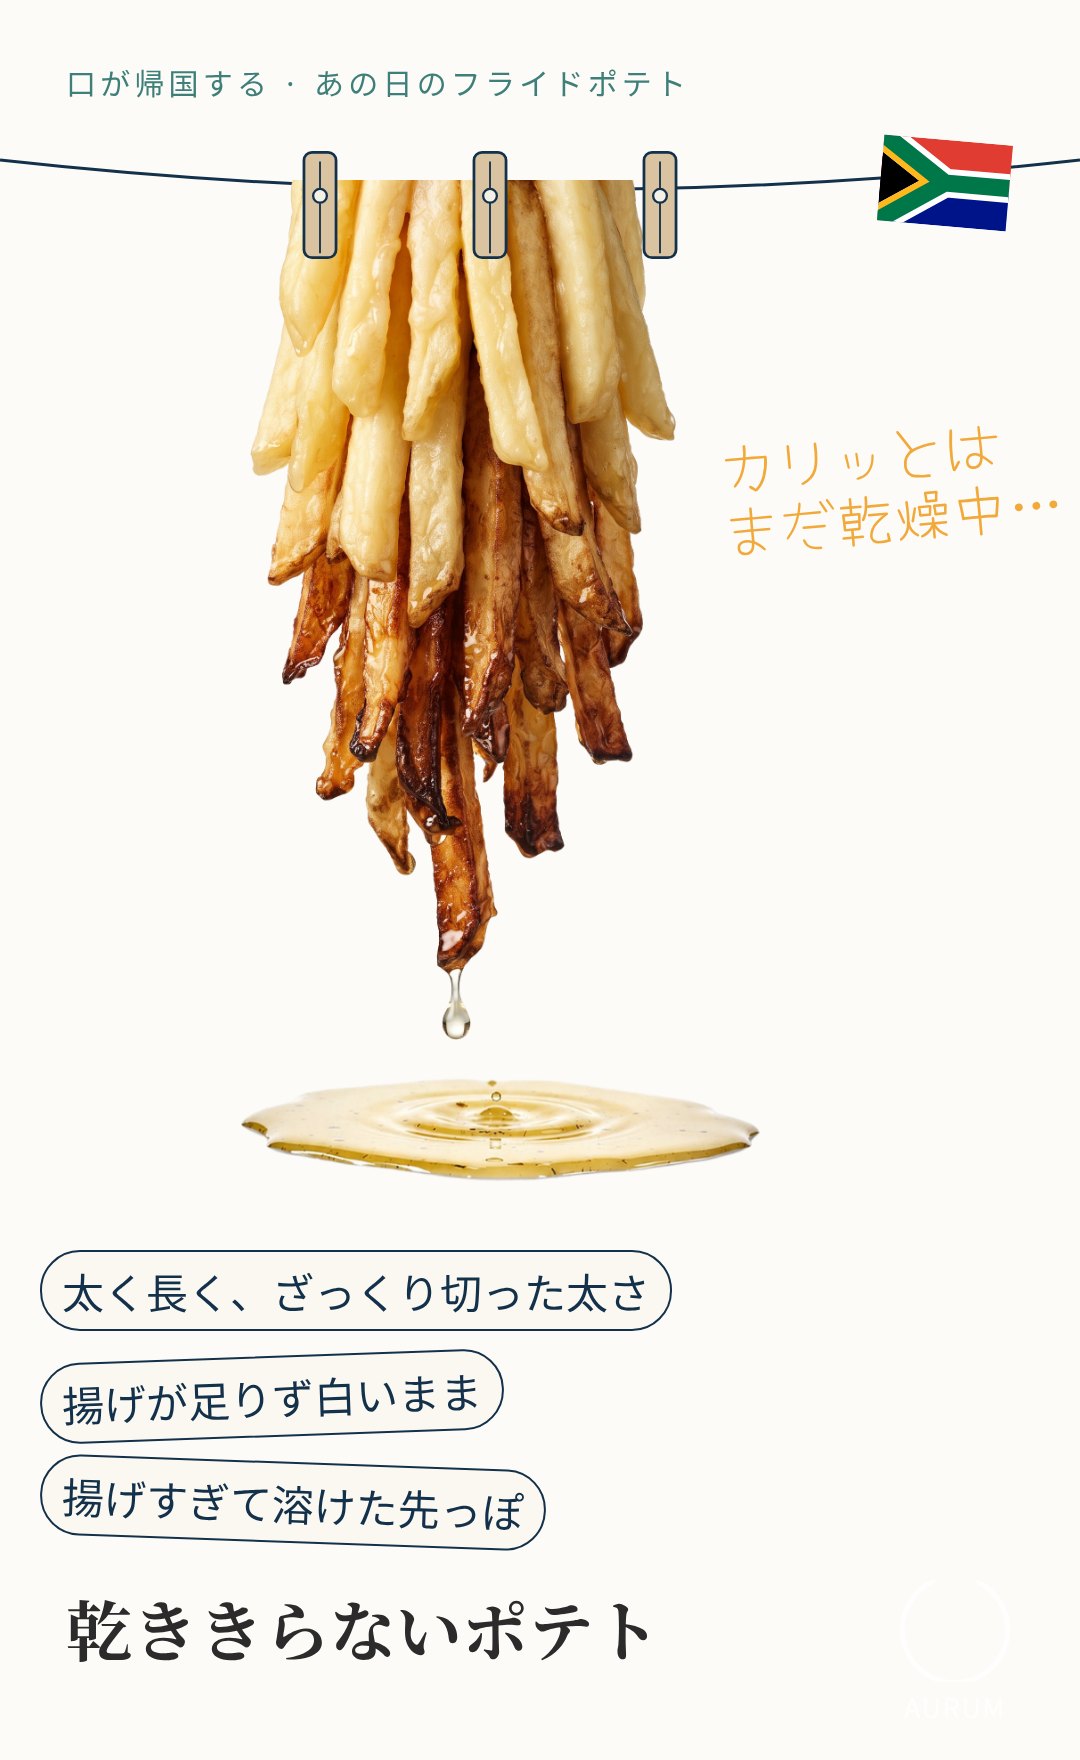 口が帰国する · あの日のフライドポテト
カリッとは
まだ乾燥中…
太く長く、ざっくり切った太さ
揚げが足りず白いまま
揚げすぎて溶けた先っぽ
乾ききらないポテト
AURUM